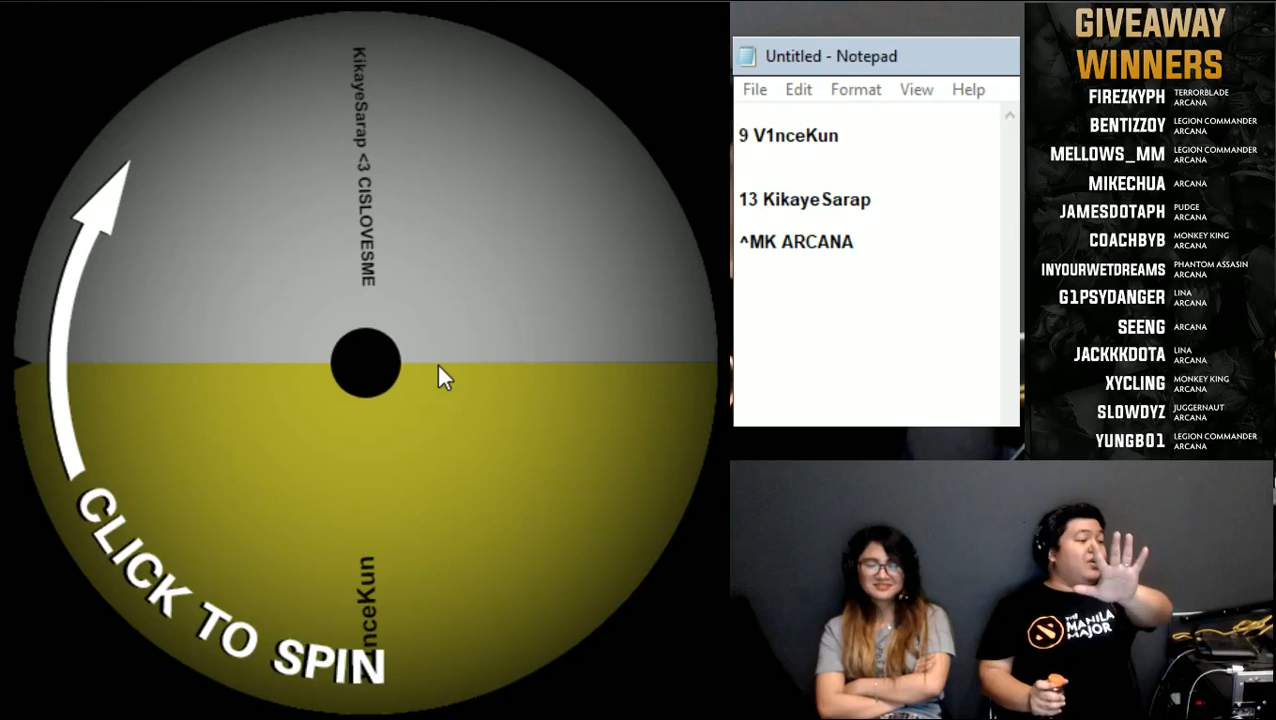 KikayeSarap <3 CISLOVESME
nceKun
CLICK TO SPIN
Untitled - Notepad
File Edit Format View Help
9 V1nceKun
13 KikayeSarap
^MK ARCANA
GIVEAWAY
WINNERS
FIREZKYPH TERRORBLADE ARCANA
BENTIZZOY LEGION COMMANDER ARCANA
MELLOWS_MM LEGION COMMANDER ARCANA
MIKECHUA ARCANA
JAMESDOTAPH PUDGE ARCANA
COACHBYB MONKEY KING ARCANA
INYOURWETDREAMS PHANTOM ASSASIN ARCANA
G1PSYDANGER LINA ARCANA
SEENG ARCANA
JACKKKDOTA LINA ARCANA
XYCLING MONKEY KING ARCANA
SLOWDYZ JUGGERNAUT ARCANA
YUNGB01 LEGION COMMANDER ARCANA
THE
MANILA
MAJOR